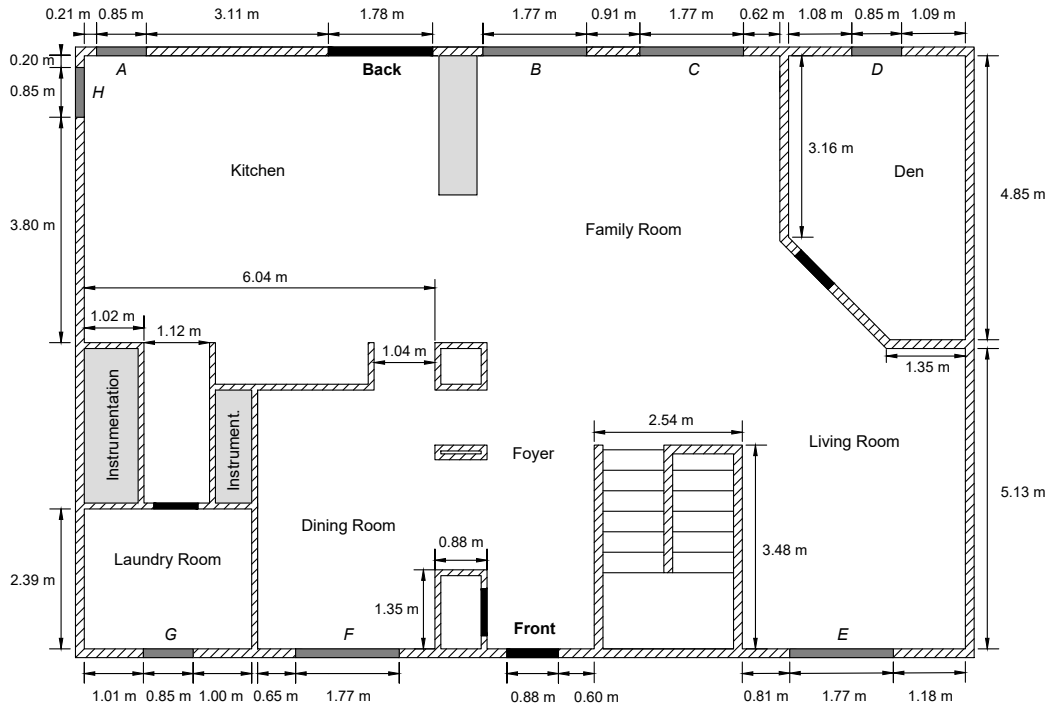 0.21 m 0.85 m 3.11 m 1.78 m 1.77 m 0.91 m 1.77 m 0.62 m 1.08 m 0.85 m 1.09 m
0.20 m
A Back B C D
0.85 m H
3.16 m
Kitchen Den
4.85 m
3.80 m
Family Room
6.04 m
1.02 m
1.12 m
1.04 m
1.35 m
Instrumentation
Instrument.
2.54 m
Living Room
Foyer
5.13 m
Dining Room
0.88 m
3.48 m
Laundry Room
2.39 m
1.35 m
G F Front E
1.01 m 0.85 m 1.00 m 0.65 m 1.77 m 0.88 m 0.60 m 0.81 m 1.77 m 1.18 m